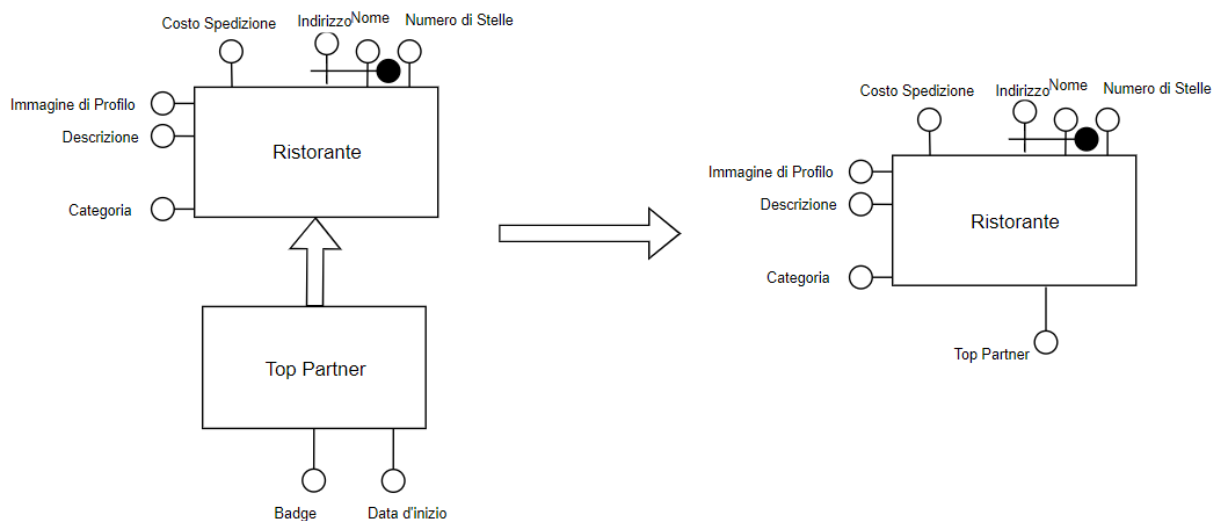 Costo Spedizione
Indirizzo
Nome
Numero di Stelle
Immagine di Profilo
Descrizione
Ristorante
Categoria
Top Partner
Badge
Data d'inizio
Costo Spedizione
Indirizzo
Nome
Numero di Stelle
Immagine di Profilo
Descrizione
Ristorante
Categoria
Top Partner